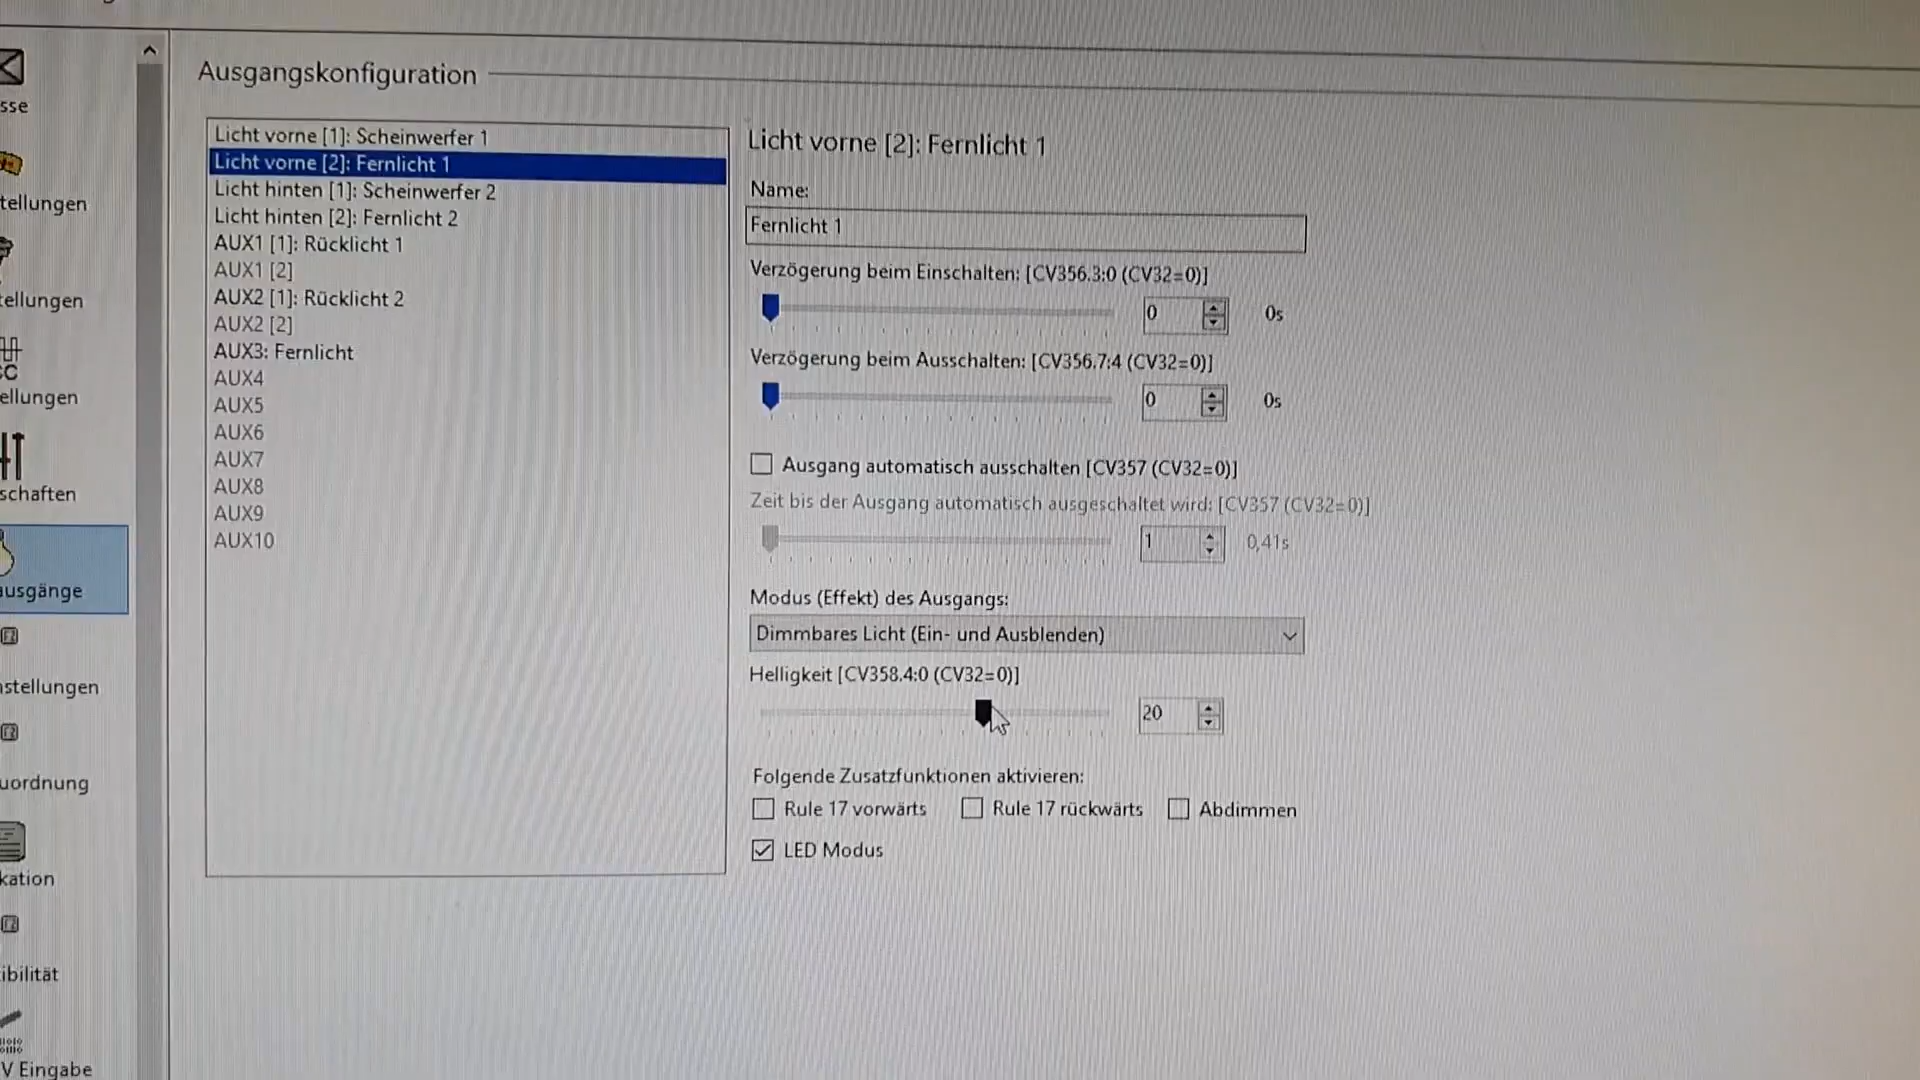 Ausgangskonfiguration
sse
tellungen
tellungen
ellungen
schaften
ausgänge
nstellungen
uordnung
kation
ibilität
V Eingabe
Licht vorne [1]: Scheinwerfer 1
Licht vorne [2]: Fernlicht 1
Licht hinten [1]: Scheinwerfer 2
Licht hinten [2]: Fernlicht 2
AUX1 [1]: Rücklicht 1
AUX1 [2]
AUX2 [1]: Rücklicht 2
AUX2 [2]
AUX3: Fernlicht
AUX4
AUX5
AUX6
AUX7
AUX8
AUX9
AUX10
Licht vorne [2]: Fernlicht 1
Name:
Fernlicht 1
Verzögerung beim Einschalten: [CV356.3:0 (CV32=0)]
0 0s
Verzögerung beim Ausschalten: [CV356.7:4 (CV32=0)]
0 0s
Ausgang automatisch ausschalten [CV357 (CV32=0)]
Zeit bis der Ausgang automatisch ausgeschaltet wird: [CV357 (CV32=0)]
1 0,41s
Modus (Effekt) des Ausgangs:
Dimmbares Licht (Ein- und Ausblenden)
Helligkeit [CV358.4:0 (CV32=0)]
20
Folgende Zusatzfunktionen aktivieren:
Rule 17 vorwärts Rule 17 rückwärts Abdimmen
LED Modus